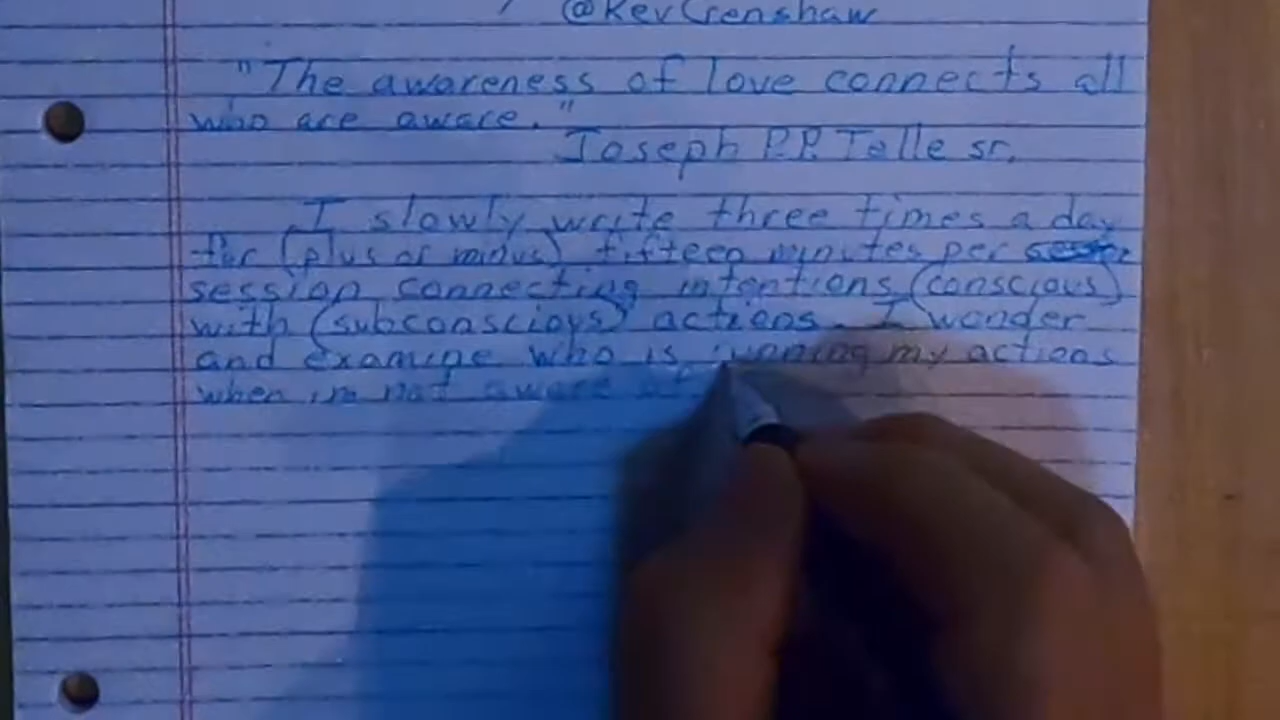 @KevCrenshaw
"The awareness of love connects all
who are aware."
Joseph P.P. Talle sr.
I slowly write three times a day
for (plus or minus) fifteen minutes per
session connecting intentions (conscious)
with (subconscious) actions. I wonder
and examine who is running my actions
when im not aware